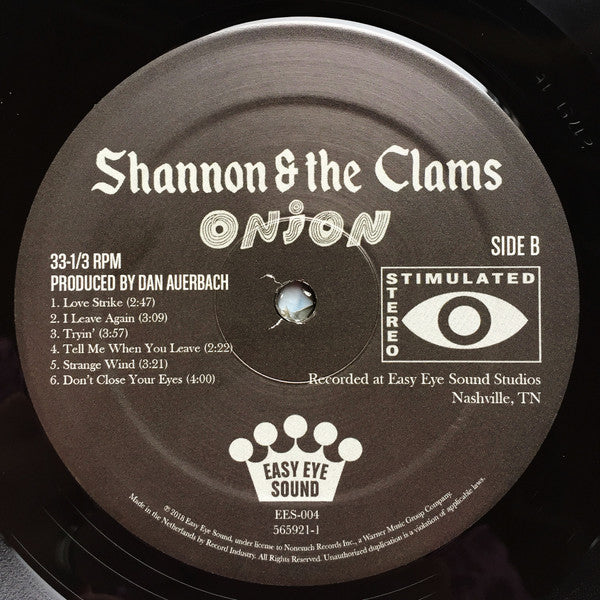 Shannon & the Clams
ONiON
SIDE B
33-1/3 RPM
PRODUCED BY DAN AUERBACH
1. Love Strike (2:47)
2. I Leave Again (3:09)
3. Tryin' (3:57)
4. Tell Me When You Leave (2:22)
5. Strange Wind (3:21)
6. Don't Close Your Eyes (4:00)
STIMULATED
STEREO
Recorded at Easy Eye Sound Studios
Nashville, TN
EASY EYE
SOUND
EES-004
565921-1
℗ 2018 Easy Eye Sound, under license to Nonesuch Records Inc., a Warner Music Group Company.
Made in the Netherlands by Record Industry. All Rights Reserved. Unauthorized duplication is a violation of applicable laws.